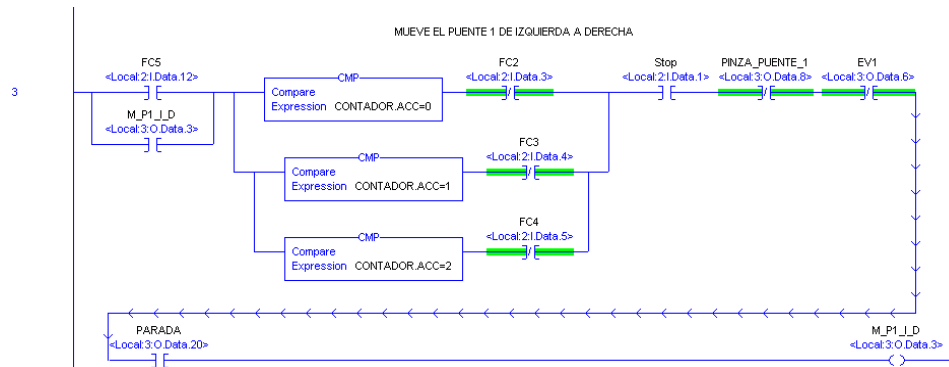 MUEVE EL PUENTE 1 DE IZQUIERDA A DERECHA
3
FC5
<Local:2:I.Data.12>
M_P1_I_D
<Local:3:O.Data.3>
CMP
Compare
Expression CONTADOR.ACC=0
FC2
<Local:2:I.Data.3>
CMP
Compare
Expression CONTADOR.ACC=1
FC3
<Local:2:I.Data.4>
CMP
Compare
Expression CONTADOR.ACC=2
FC4
<Local:2:I.Data.5>
Stop
<Local:2:I.Data.1>
PINZA_PUENTE_1
<Local:3:O.Data.8>
EV1
<Local:3:O.Data.6>
PARADA
<Local:3:O.Data.20>
M_P1_I_D
<Local:3:O.Data.3>